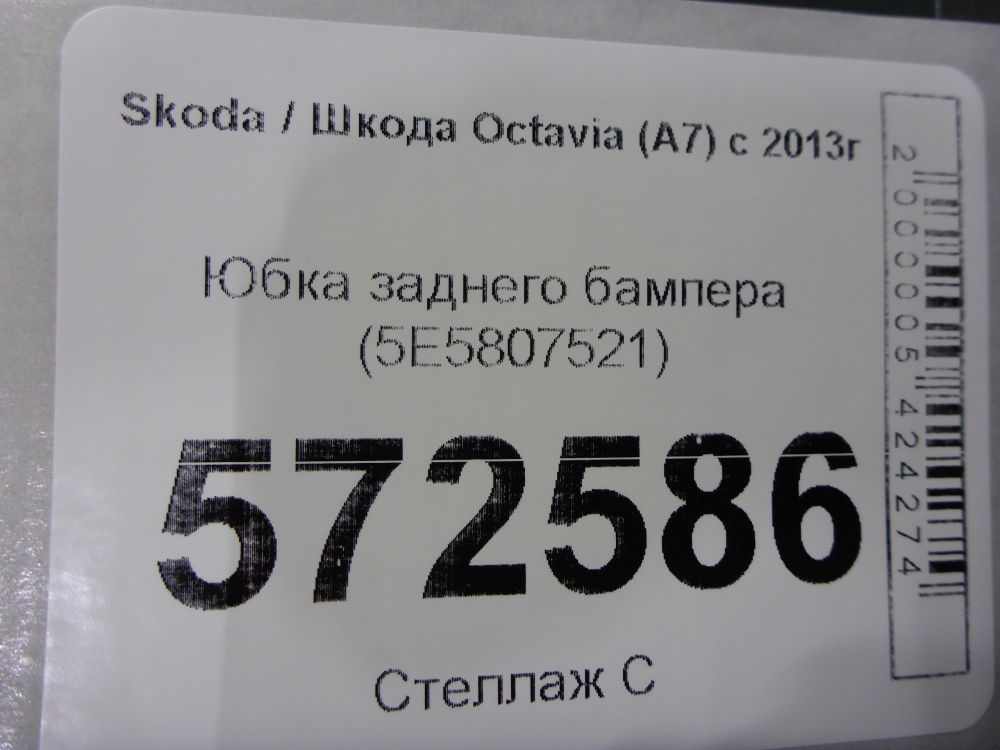 Skoda / Шкода Octavia (A7) с 2013г
Юбка заднего бампера
(5E5807521)
572586
Стеллаж С
2000005424274